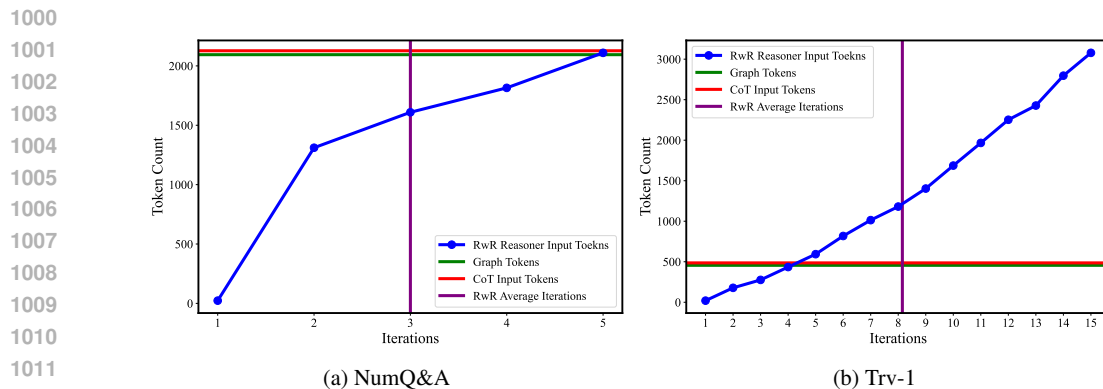 1000
1001
1002
1003
1004
1005
1006
1007
1008
1009
1010
1011
2000
1500
1000
500
0
Token Count
1 2 3 4 5
Iterations
RwR Reasoner Input Toekns
Graph Tokens
CoT Input Tokens
RwR Average Iterations
(a) NumQ&A
3000
2500
2000
1500
1000
500
0
Token Count
1 2 3 4 5 6 7 8 9 10 11 12 13 14 15
Iterations
RwR Reasoner Input Toekns
Graph Tokens
CoT Input Tokens
RwR Average Iterations
(b) Trv-1